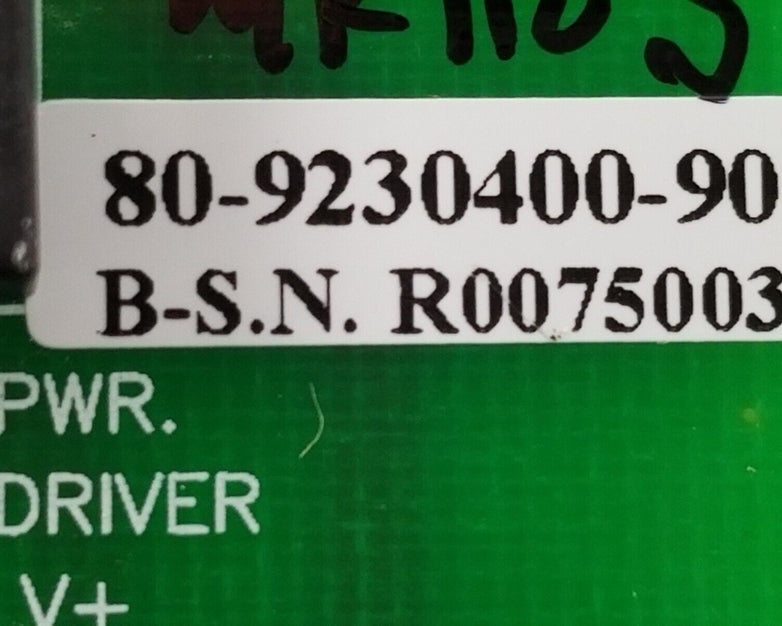 80-9230400-90
B-S.N. R0075003
PWR.
DRIVER
V+